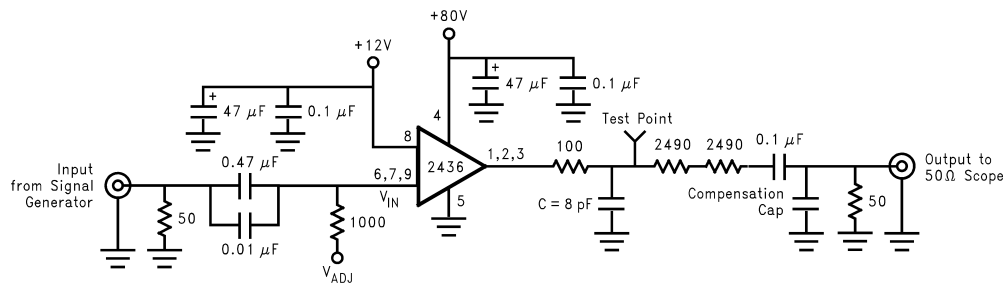 +80V
+12V
+
47 μF
0.1 μF
+
47 μF
0.1 μF
4
Test Point
8
2436
1,2,3
100
2490
2490
0.1 μF
Input
from Signal
Generator
0.47 μF
6,7,9
V_IN
5
C = 8 pF
Compensation
Cap
Output to
50Ω Scope
50
0.01 μF
1000
50
V_ADJ